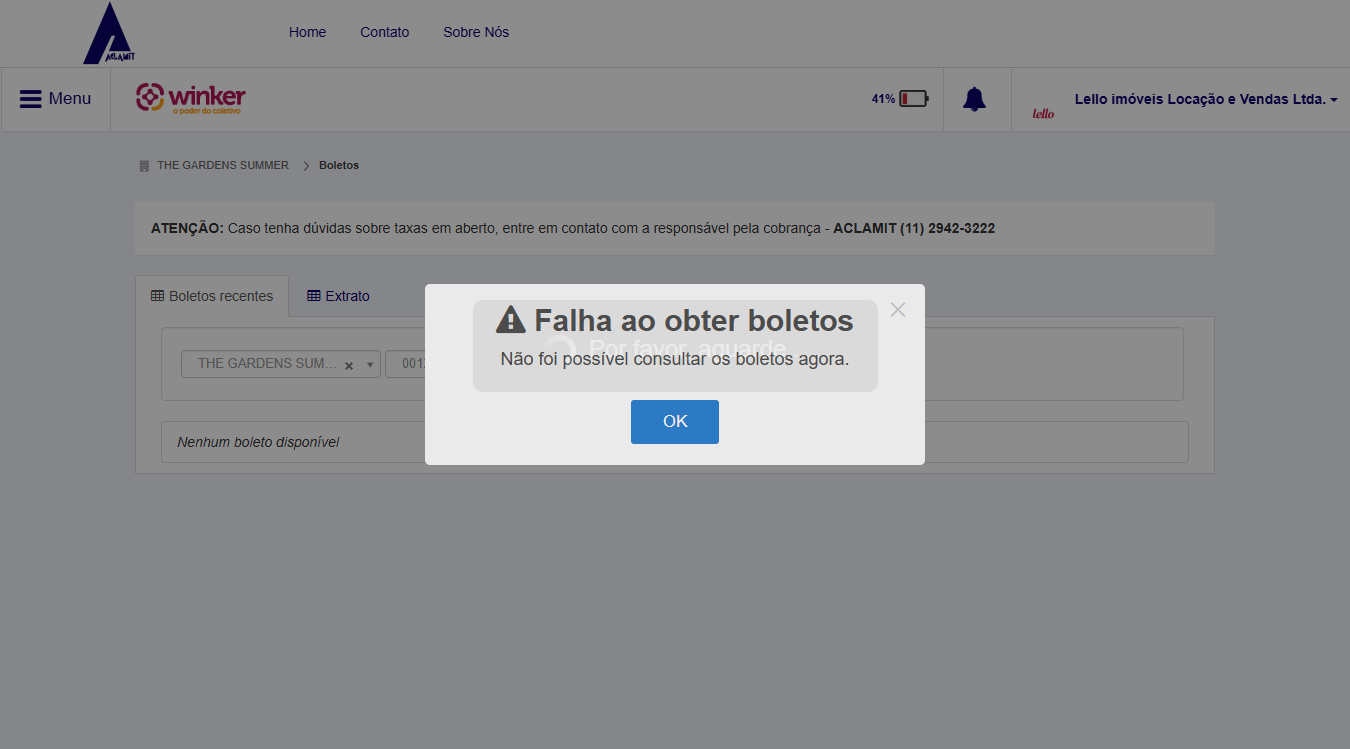 ACLAMIT
Home Contato Sobre Nós
Menu
winker
o poder do coletivo
41%
lello
Lello imóveis Locação e Vendas Ltda.
THE GARDENS SUMMER > Boletos
ATENÇÃO: Caso tenha dúvidas sobre taxas em aberto, entre em contato com a responsável pela cobrança - ACLAMIT (11) 2942-3222
Boletos recentes Extrato
Falha ao obter boletos
Por favor, aguarde...
Não foi possível consultar os boletos agora.
OK
THE GARDENS SUM...
Nenhum boleto disponível